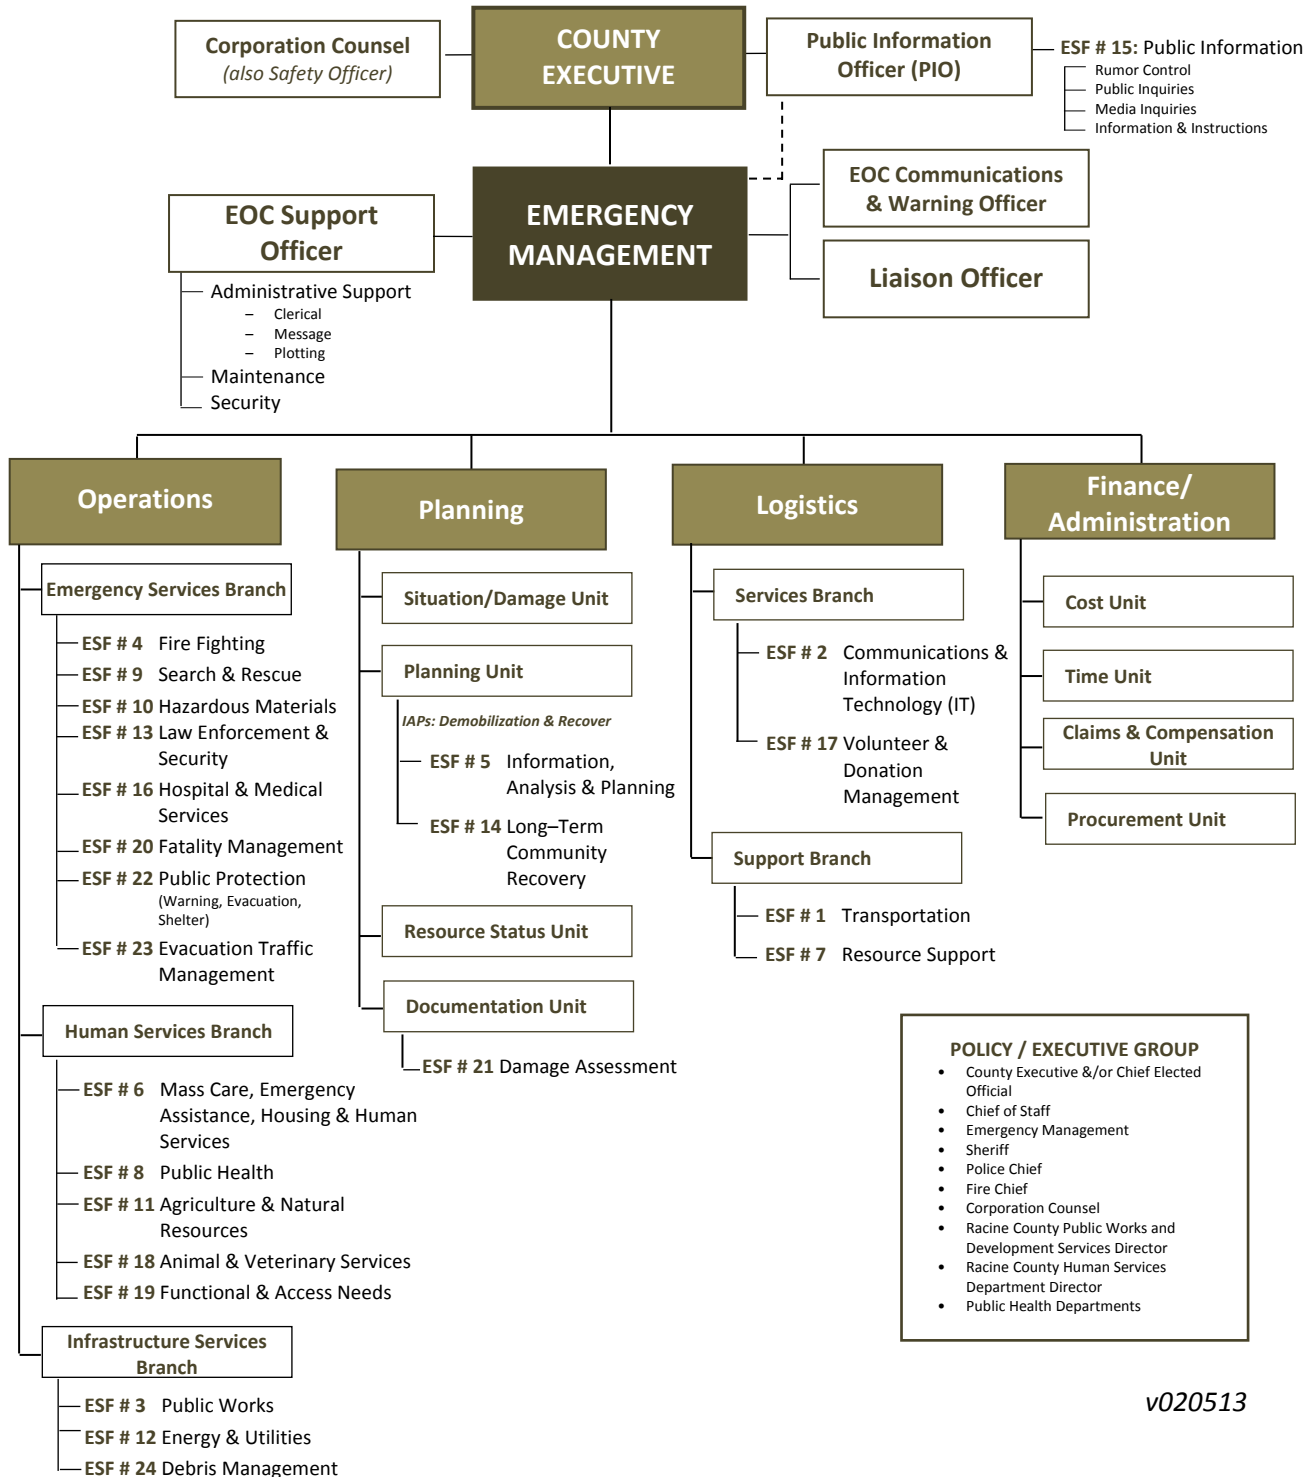 Corporation Counsel
(also Safety Officer)
COUNTY
EXECUTIVE
Public Information
Officer (PIO)
ESF # 15: Public Information
Rumor Control
Public Inquiries
Media Inquiries
Information & Instructions
EOC Support
Officer
EMERGENCY
MANAGEMENT
EOC Communications
& Warning Officer
Liaison Officer
Administrative Support
– Clerical
– Message
– Plotting
Maintenance
Security
Operations
Emergency Services Branch
ESF # 4 Fire Fighting
ESF # 9 Search & Rescue
ESF # 10 Hazardous Materials
ESF # 13 Law Enforcement &
Security
ESF # 16 Hospital & Medical
Services
ESF # 20 Fatality Management
ESF # 22 Public Protection
(Warning, Evacuation,
Shelter)
ESF # 23 Evacuation Traffic
Management
Human Services Branch
ESF # 6 Mass Care, Emergency
Assistance, Housing & Human
Services
ESF # 8 Public Health
ESF # 11 Agriculture & Natural
Resources
ESF # 18 Animal & Veterinary Services
ESF # 19 Functional & Access Needs
Infrastructure Services
Branch
ESF # 3 Public Works
ESF # 12 Energy & Utilities
ESF # 24 Debris Management
Planning
Situation/Damage Unit
Planning Unit
IAPs: Demobilization & Recover
ESF # 5 Information,
Analysis & Planning
ESF # 14 Long–Term
Community
Recovery
Resource Status Unit
Documentation Unit
ESF # 21 Damage Assessment
Logistics
Services Branch
ESF # 2 Communications &
Information
Technology (IT)
ESF # 17 Volunteer &
Donation
Management
Support Branch
ESF # 1 Transportation
ESF # 7 Resource Support
Finance/
Administration
Cost Unit
Time Unit
Claims & Compensation
Unit
Procurement Unit
POLICY / EXECUTIVE GROUP
• County Executive &/or Chief Elected
Official
• Chief of Staff
• Emergency Management
• Sheriff
• Police Chief
• Fire Chief
• Corporation Counsel
• Racine County Public Works and
Development Services Director
• Racine County Human Services
Department Director
• Public Health Departments
v020513